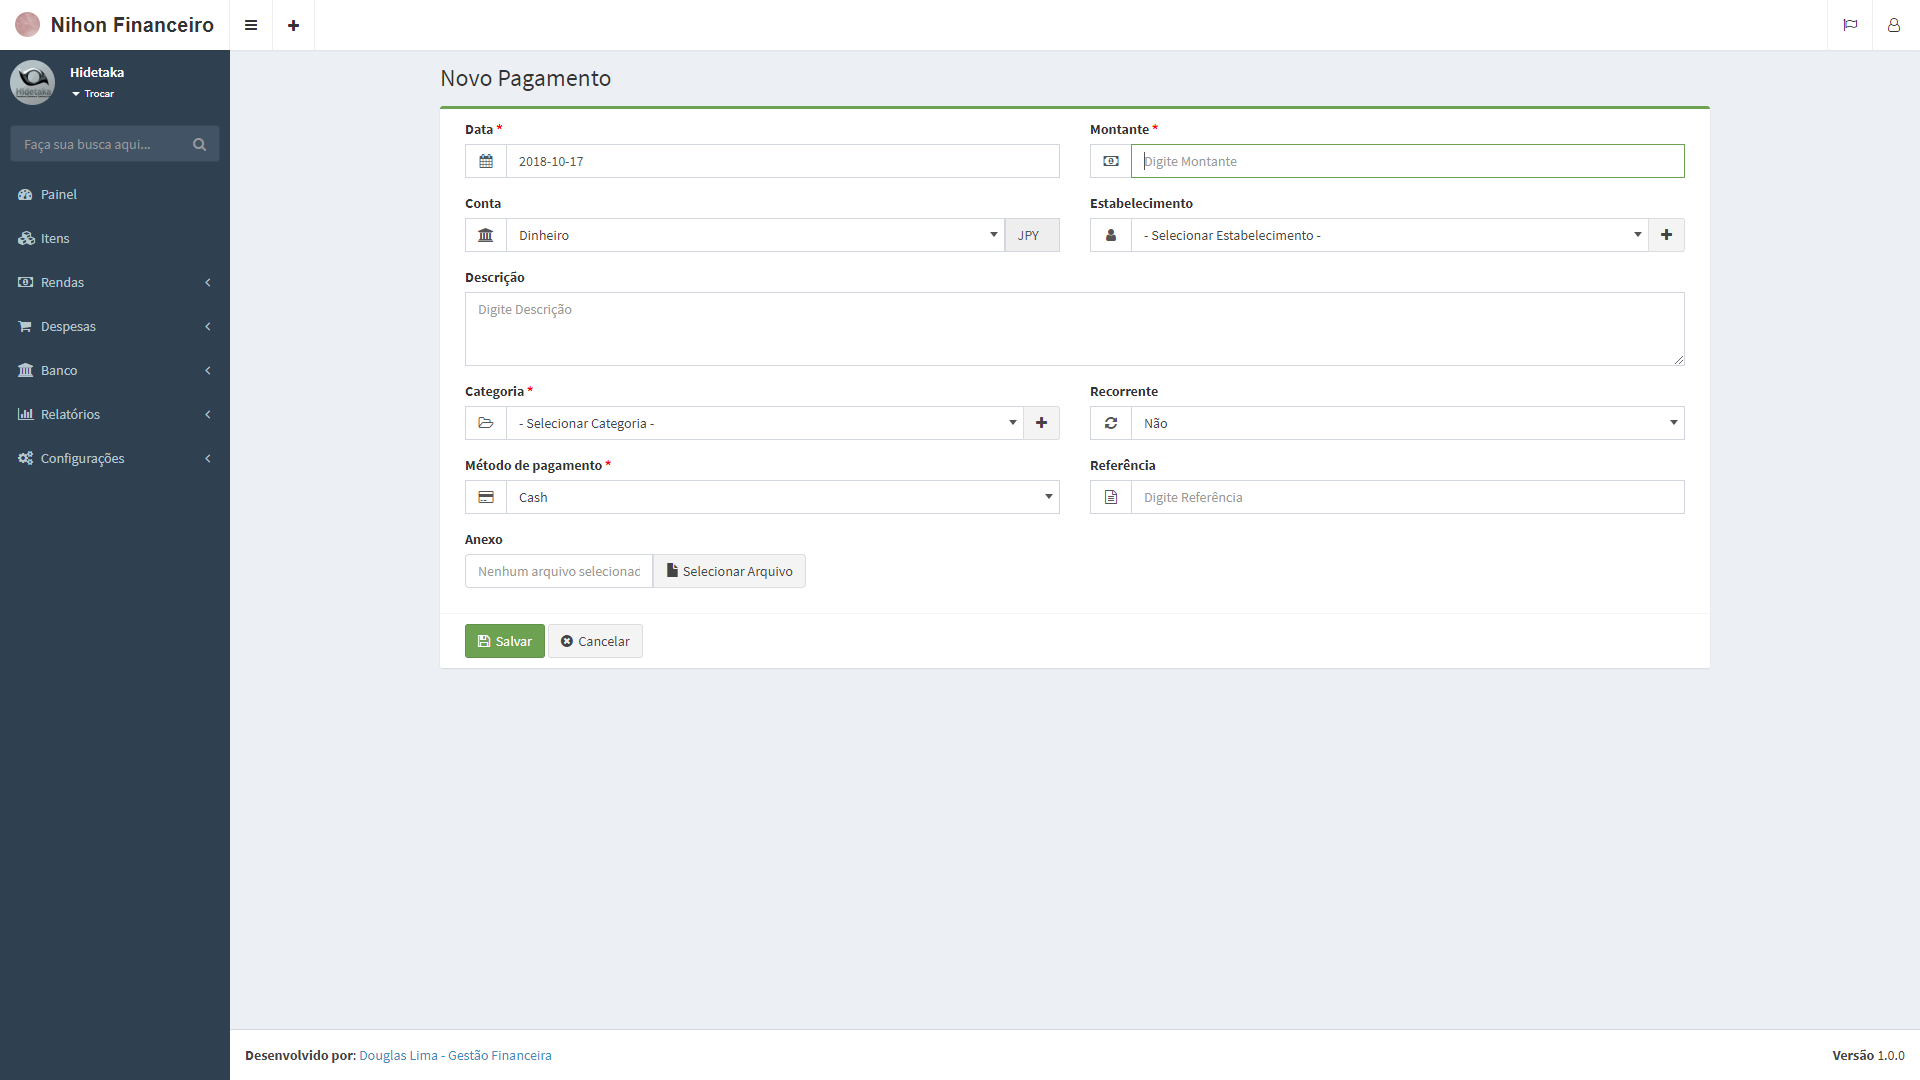 Nihon Financeiro
Hidetaka
Hidetaka
Trocar
Faça sua busca aqui...
Painel
Itens
Rendas
Despesas
Banco
Relatórios
Configurações
Novo Pagamento
Data *
Montante *
2018-10-17
Digite Montante
Conta
Estabelecimento
Dinheiro
JPY
- Selecionar Estabelecimento -
Descrição
Digite Descrição
Categoria *
Recorrente
- Selecionar Categoria -
Não
Método de pagamento *
Referência
Cash
Digite Referência
Anexo
Nenhum arquivo selecionad
Selecionar Arquivo
Salvar
Cancelar
Desenvolvido por: Douglas Lima - Gestão Financeira
Versão 1.0.0